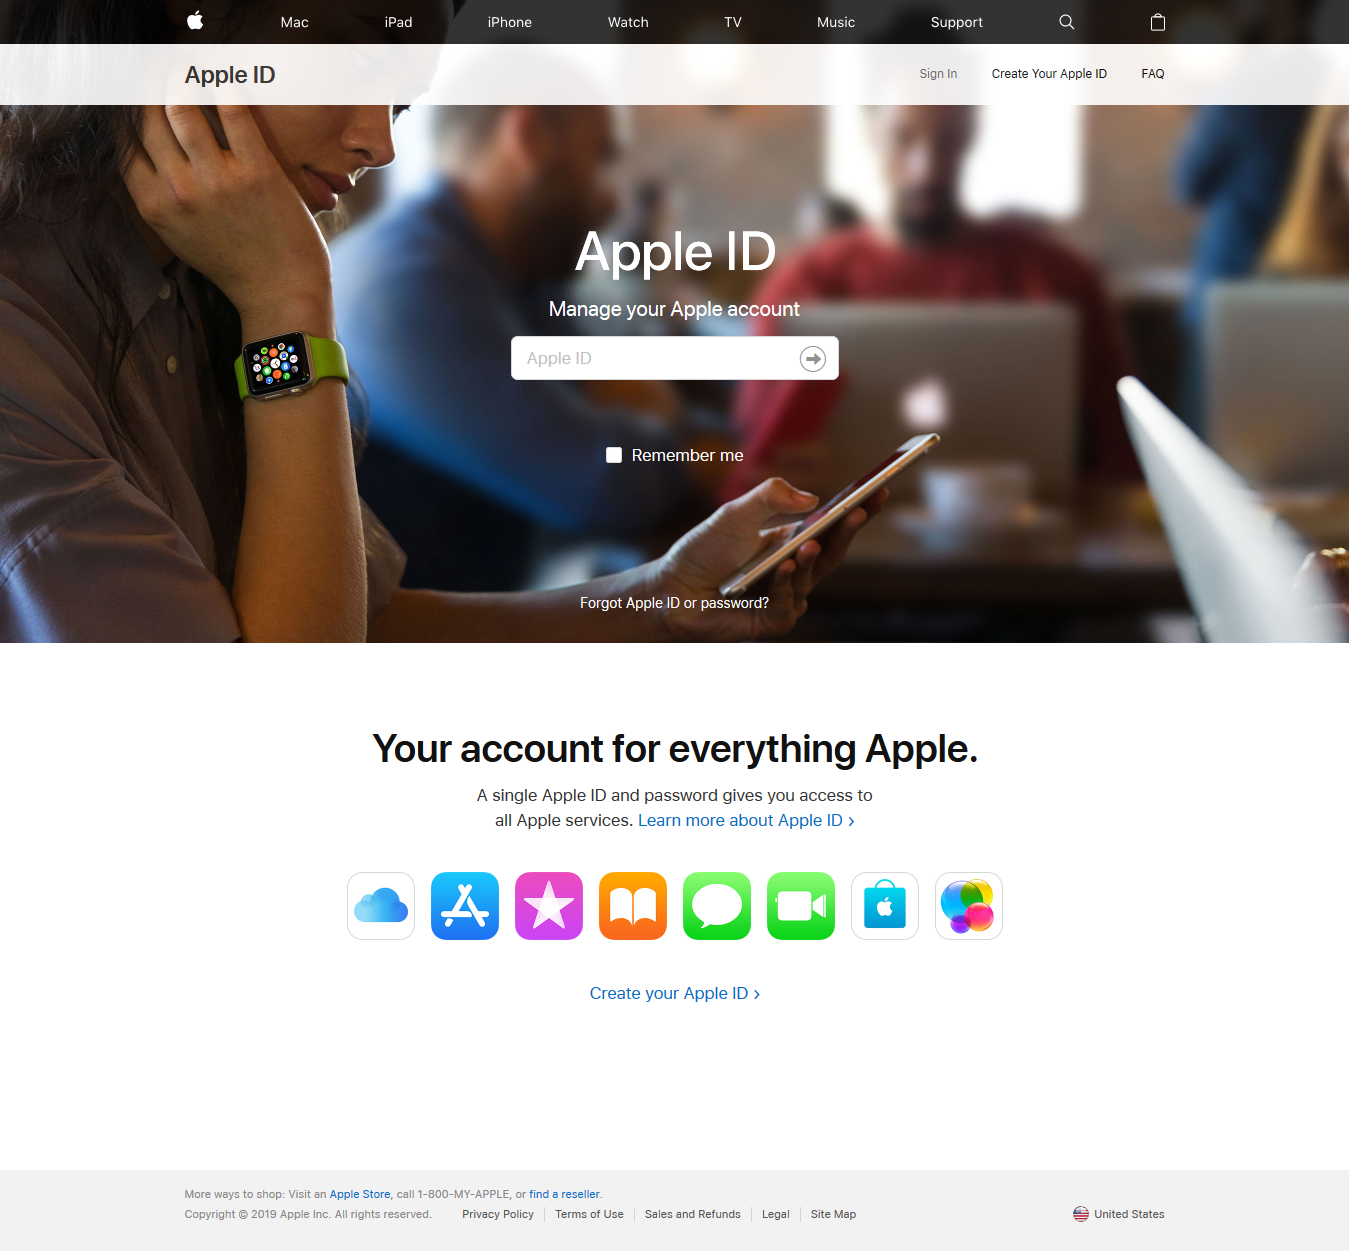 Mac iPad iPhone Watch TV Music Support
Apple ID
Sign In Create Your Apple ID FAQ
Apple ID
Manage your Apple account
Apple ID
Remember me
Forgot Apple ID or password?
Your account for everything Apple.
A single Apple ID and password gives you access to
all Apple services. Learn more about Apple ID ›
Create your Apple ID ›
More ways to shop: Visit an Apple Store, call 1-800-MY-APPLE, or find a reseller.
Copyright © 2019 Apple Inc. All rights reserved. Privacy Policy Terms of Use Sales and Refunds Legal Site Map United States